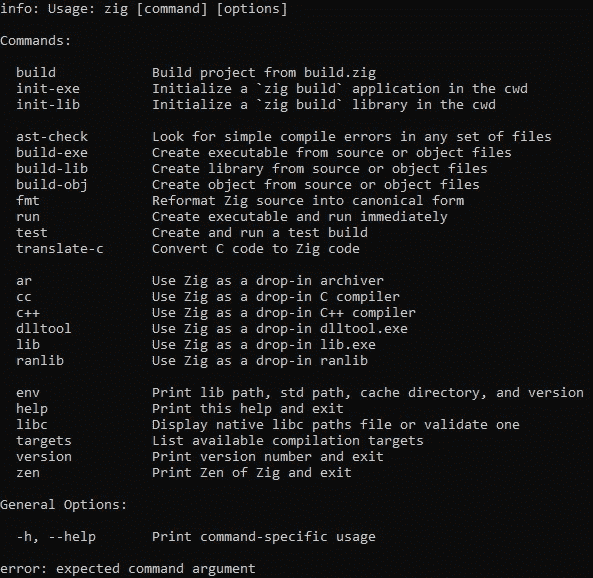 info: Usage: zig [command] [options]

Commands:

  build            Build project from build.zig
  init-exe         Initialize a `zig build` application in the cwd
  init-lib         Initialize a `zig build` library in the cwd

  ast-check        Look for simple compile errors in any set of files
  build-exe        Create executable from source or object files
  build-lib        Create library from source or object files
  build-obj        Create object from source or object files
  fmt              Reformat Zig source into canonical form
  run              Create executable and run immediately
  test             Create and run a test build
  translate-c      Convert C code to Zig code

  ar               Use Zig as a drop-in archiver
  cc               Use Zig as a drop-in C compiler
  c++              Use Zig as a drop-in C++ compiler
  dlltool          Use Zig as a drop-in dlltool.exe
  lib              Use Zig as a drop-in lib.exe
  ranlib           Use Zig as a drop-in ranlib

  env              Print lib path, std path, cache directory, and version
  help             Print this help and exit
  libc             Display native libc paths file or validate one
  targets          List available compilation targets
  version          Print version number and exit
  zen              Print Zen of Zig and exit

General Options:

  -h, --help       Print command-specific usage

error: expected command argument